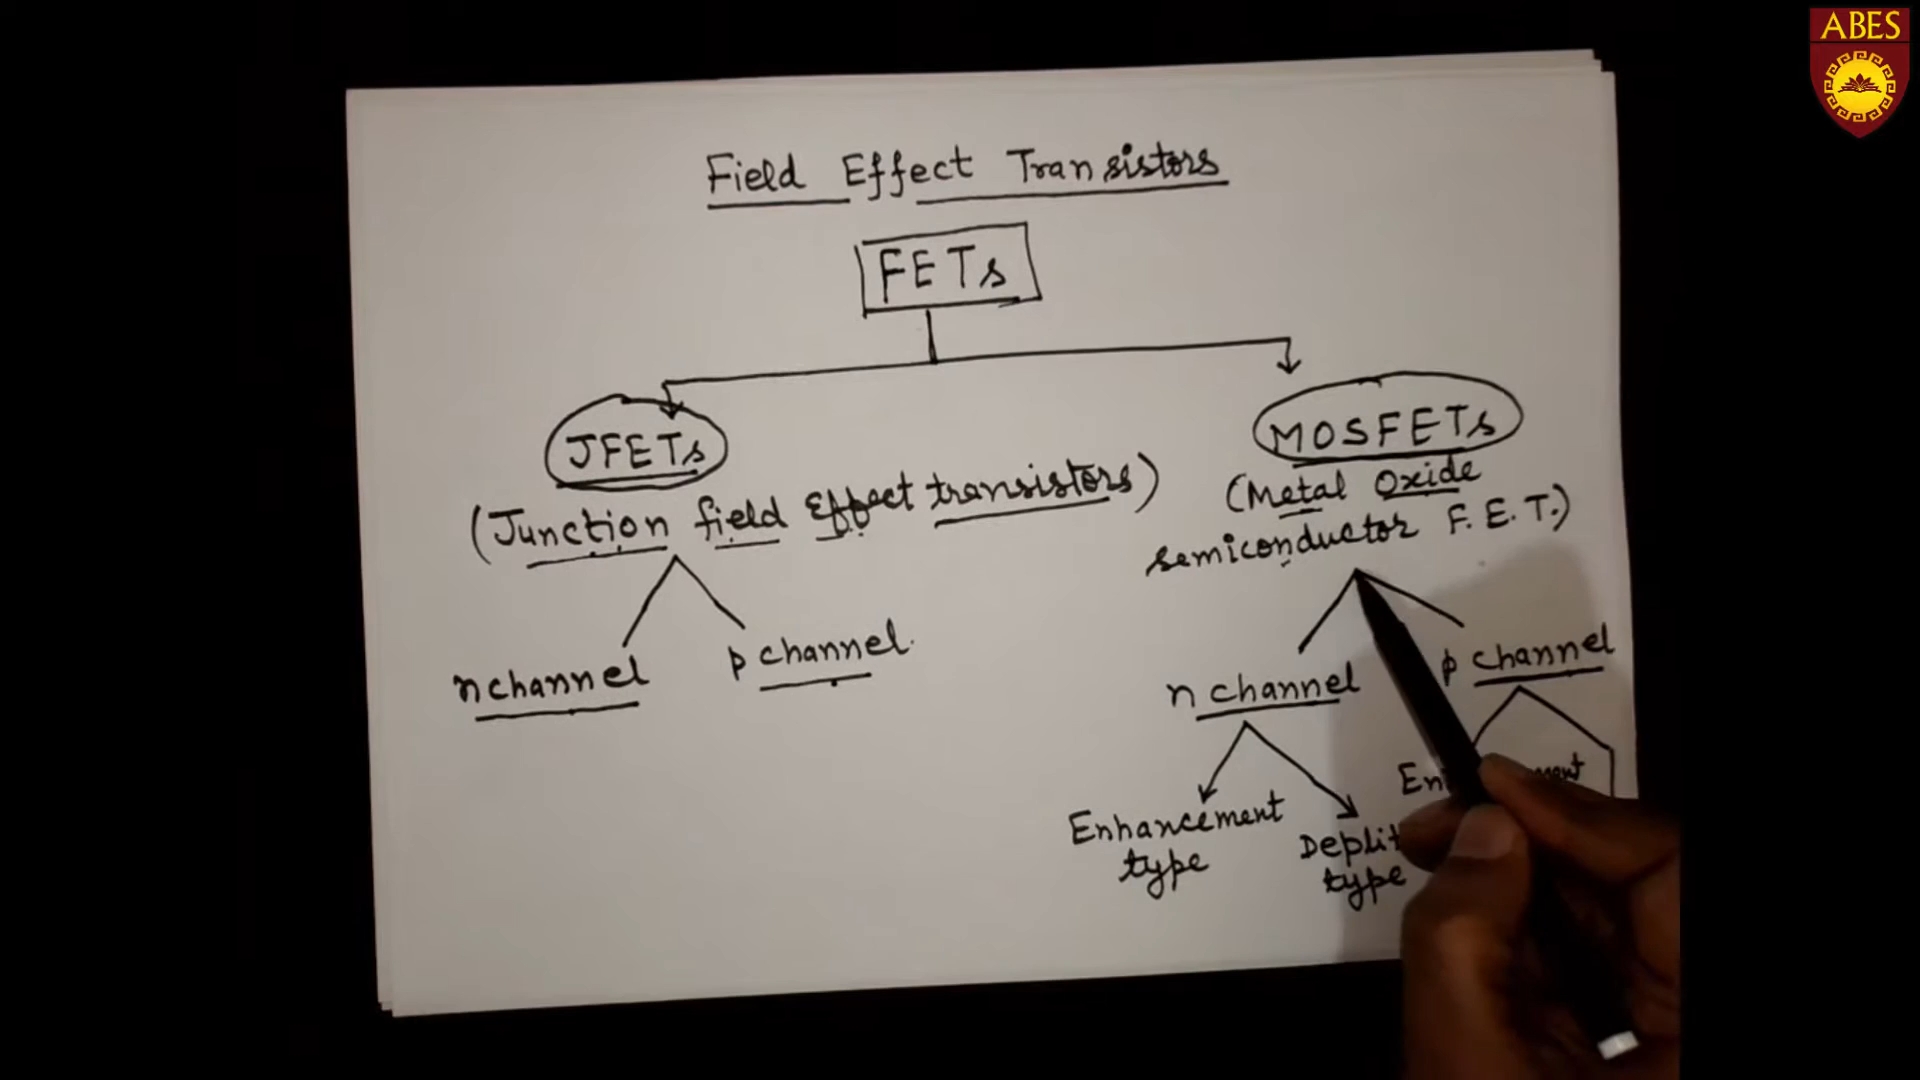 ABES
Field Effect Transistors
FETs
JFETs
(Junction field Effect transistors)
n channel
p channel
MOSFETs
(Metal Oxide
semiconductor F.E.T.)
n channel
p channel
Enhancement
type
type